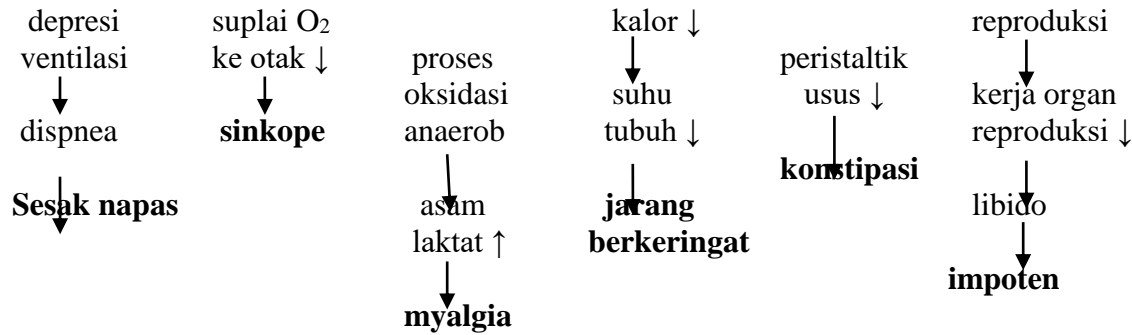 depresi
ventilasi
dispnea
Sesak napas
suplai O₂
ke otak ↓
sinkope
proses
oksidasi
anaerob
asam
laktat ↑
myalgia
kalor ↓
suhu
tubuh ↓
jarang
berkeringat
peristaltik
usus ↓
konstipasi
reproduksi
kerja organ
reproduksi ↓
libido
impoten